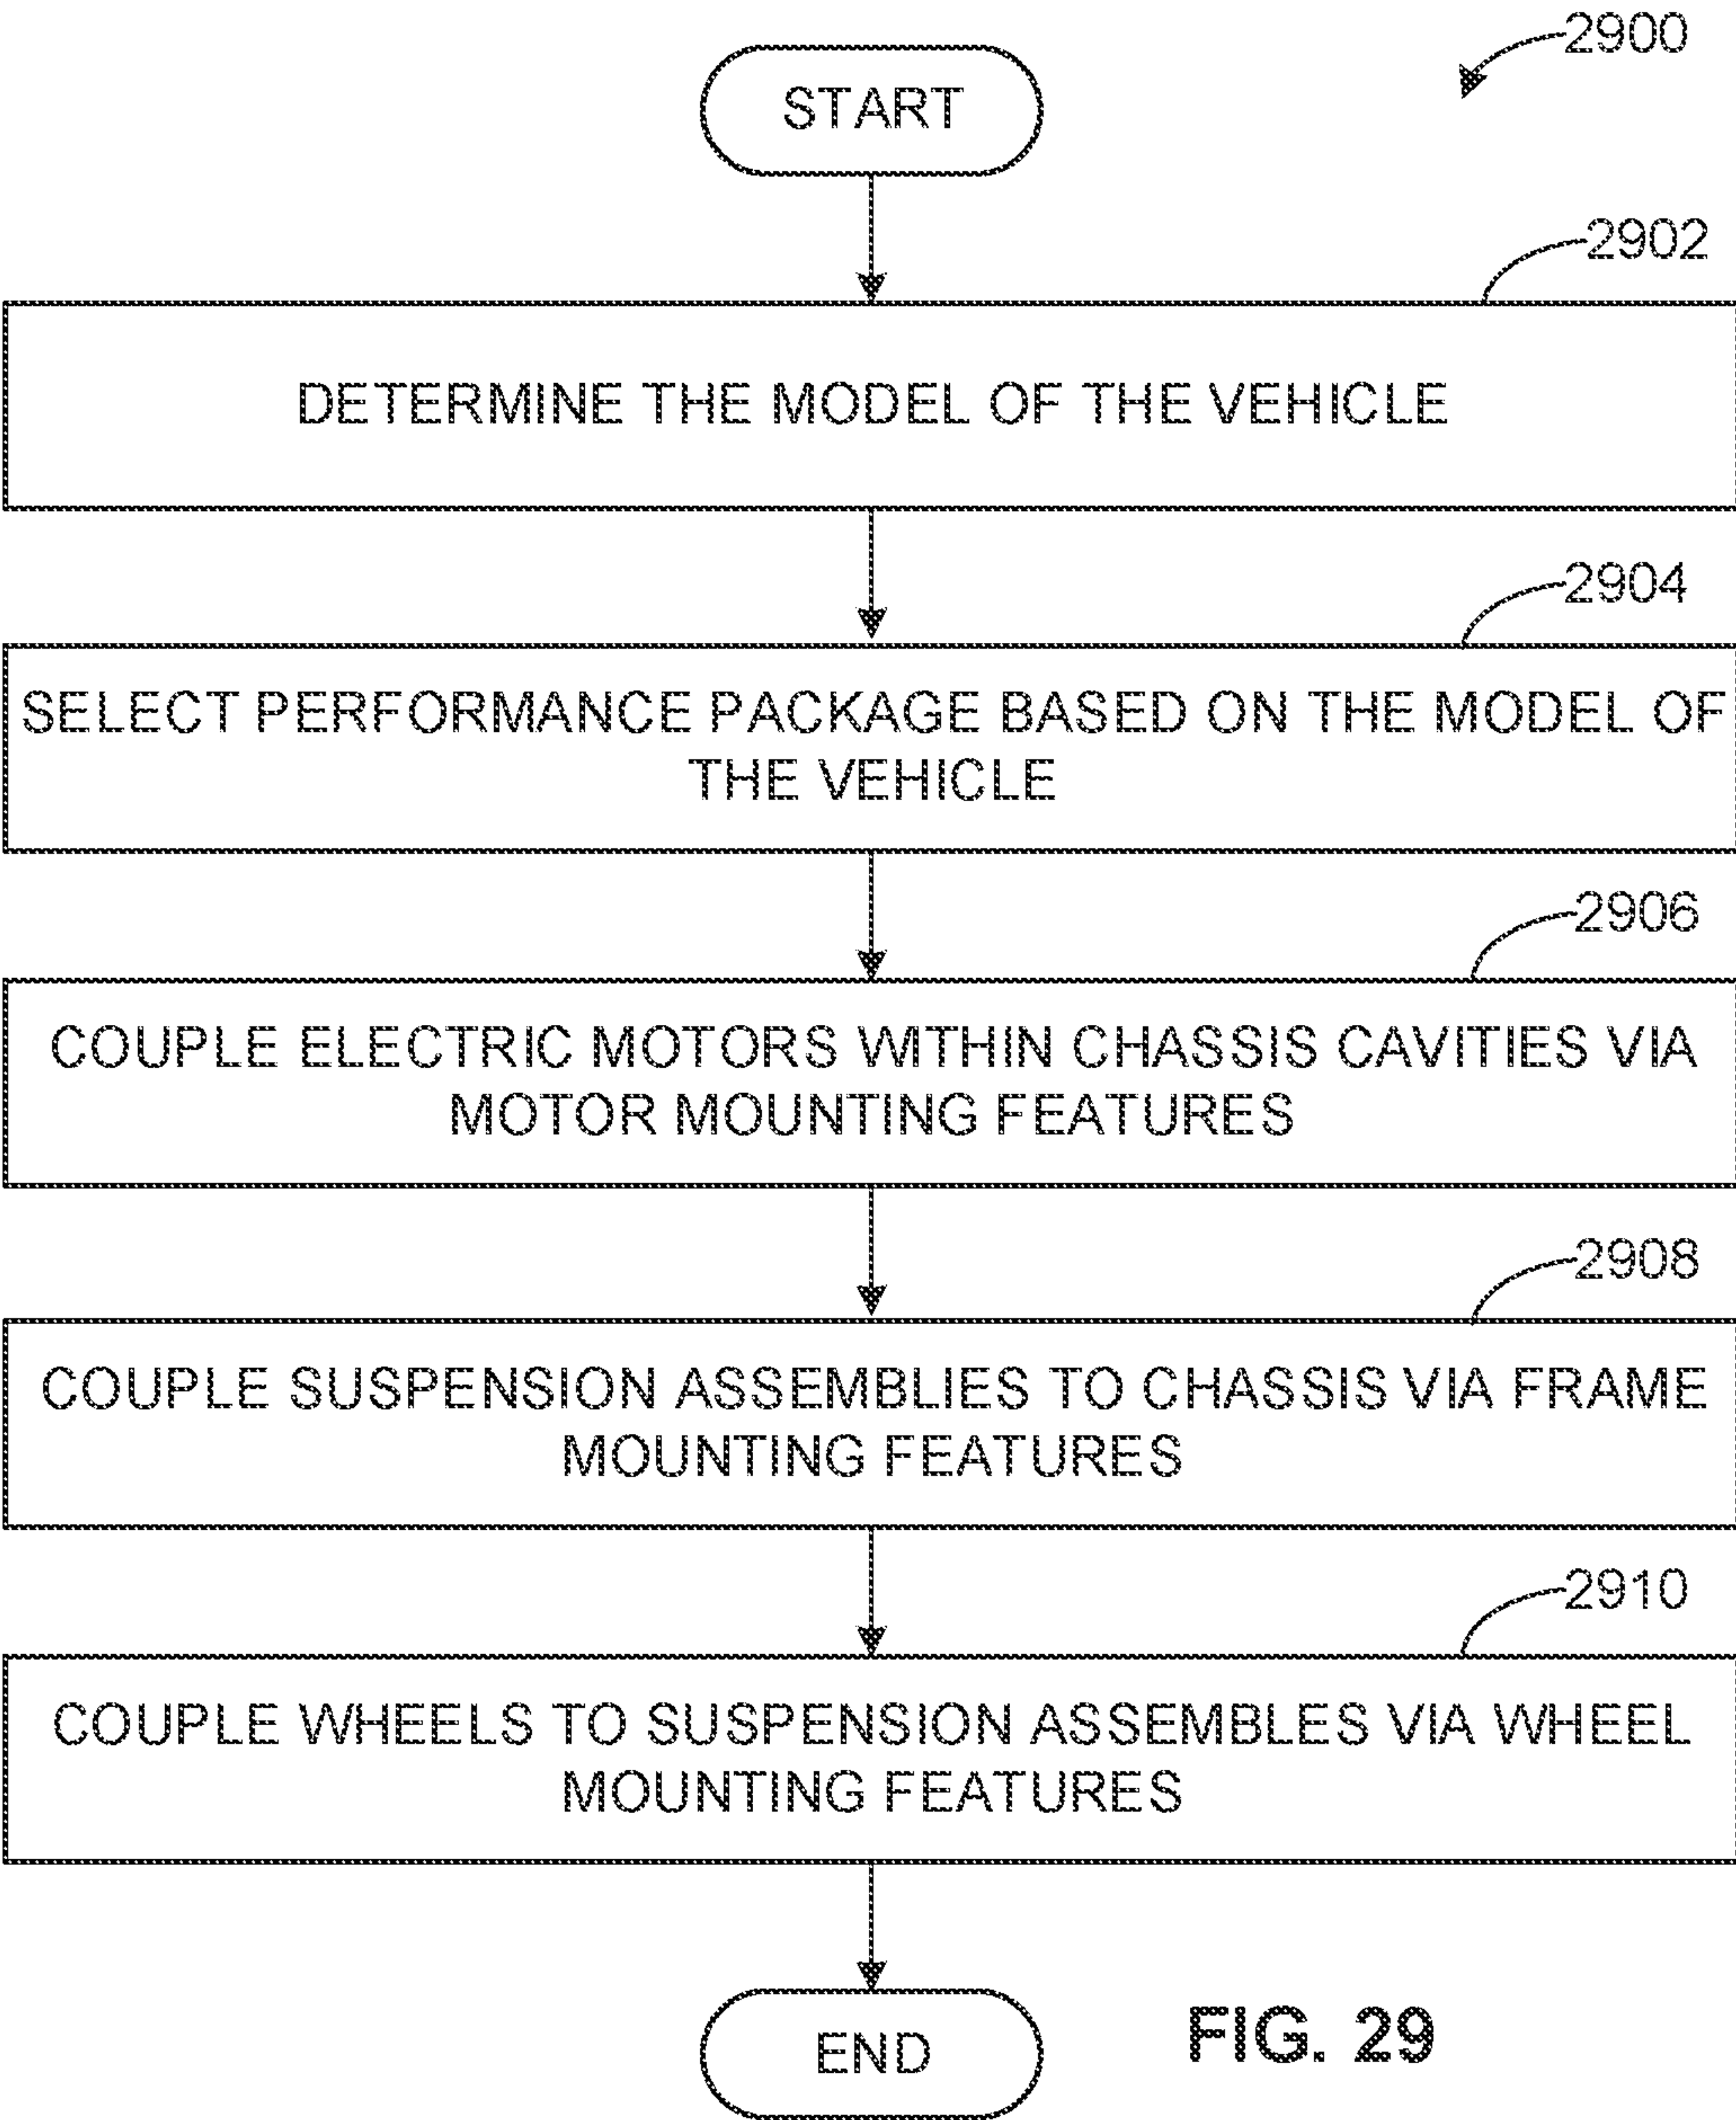 2900
START
2902
DETERMINE THE MODEL OF THE VEHICLE
2904
SELECT PERFORMANCE PACKAGE BASED ON THE MODEL OF
THE VEHICLE
2906
COUPLE ELECTRIC MOTORS WITHIN CHASSIS CAVITIES VIA
MOTOR MOUNTING FEATURES
2908
COUPLE SUSPENSION ASSEMBLIES TO CHASSIS VIA FRAME
MOUNTING FEATURES
2910
COUPLE WHEELS TO SUSPENSION ASSEMBLES VIA WHEEL
MOUNTING FEATURES
END
FIG. 29